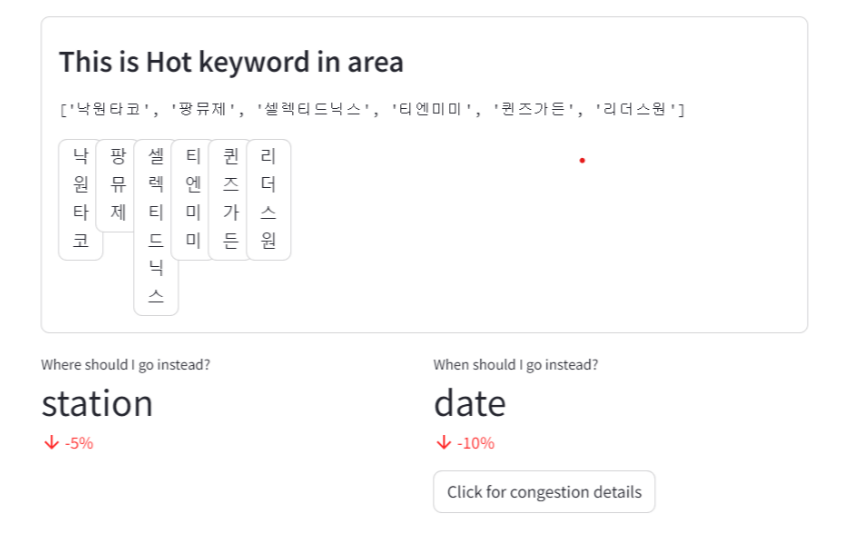 This is Hot keyword in area
['낙원타코', '팡뮤제', '셀렉티드닉스', '티엔미미', '퀸즈가든', '리더스원']
낙원타코
팡뮤제
셀렉티드닉스
티엔미미
퀸즈가든
리더스원
Where should I go instead?
station
↓ -5%
When should I go instead?
date
↓ -10%
Click for congestion details